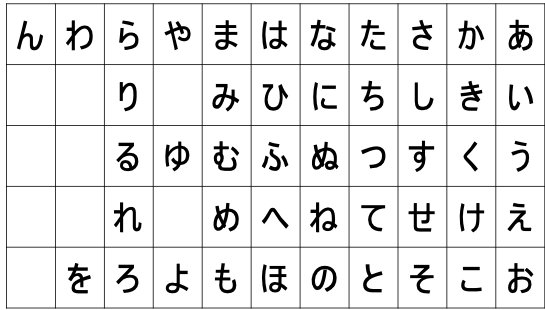 んわらやまはなたさかあ
りみひにちしきい
るゆむふぬつすくう
れめへねてせけえ
をろよもほのとそこお